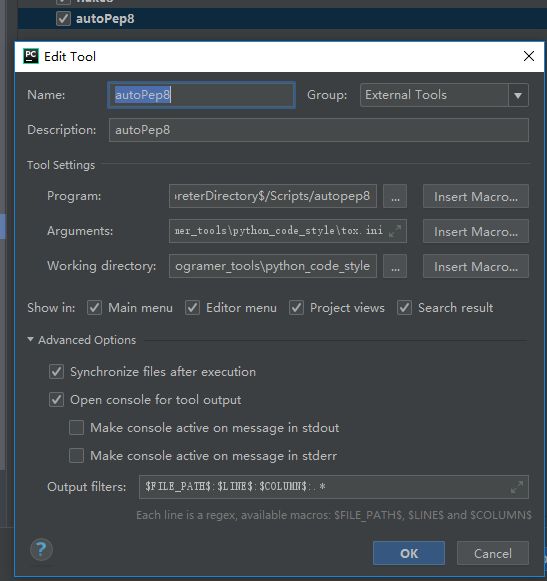 autoPep8
PC Edit Tool
Name: autoPep8 Group: External Tools
Description: autoPep8
Tool Settings
Program: preterDirectory$/Scripts/autopep8 ... Insert Macro...
Arguments: mer_tools\python_code_style\tox.ini Insert Macro...
Working directory: ogramer_tools\python_code_style ... Insert Macro...
Show in: Main menu Editor menu Project views Search result
Advanced Options
Synchronize files after execution
Open console for tool output
Make console active on message in stdout
Make console active on message in stderr
Output filters: $FILE_PATH$:$LINE$:$COLUMN$:.*
Each line is a regex, available macros: $FILE_PATH$, $LINE$ and $COLUMN$
? OK Cancel